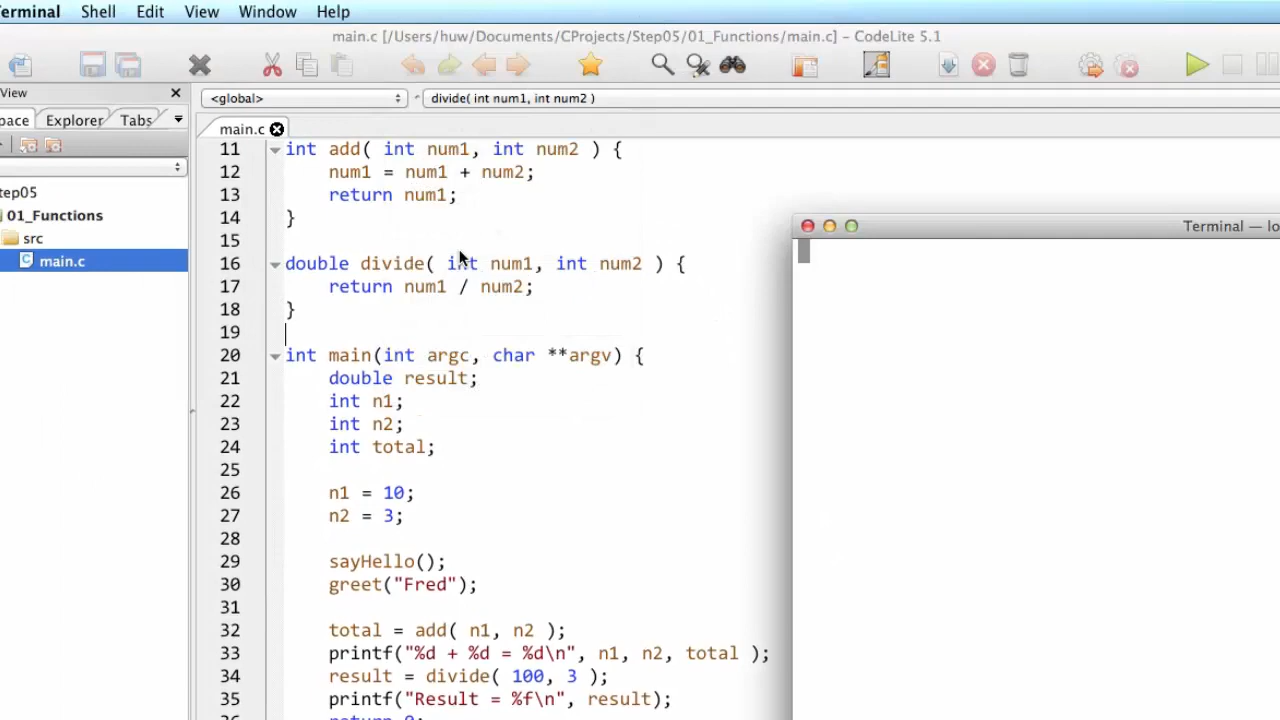 Terminal Shell Edit View Window Help
main.c [/Users/huw/Documents/CProjects/Step05/01_Functions/main.c] - CodeLite 5.1
View
<global> divide( int num1, int num2 )
pace Explorer Tabs
main.c
tep05
01_Functions
src
main.c
11 int add( int num1, int num2 ) {
12 num1 = num1 + num2;
13 return num1;
14 }
15
16 double divide( int num1, int num2 ) {
17 return num1 / num2;
18 }
19
20 int main(int argc, char **argv) {
21 double result;
22 int n1;
23 int n2;
24 int total;
25
26 n1 = 10;
27 n2 = 3;
28
29 sayHello();
30 greet("Fred");
31
32 total = add( n1, n2 );
33 printf("%d + %d = %d\n", n1, n2, total );
34 result = divide( 100, 3 );
35 printf("Result = %f\n", result);
36 return 0;
Terminal — lo